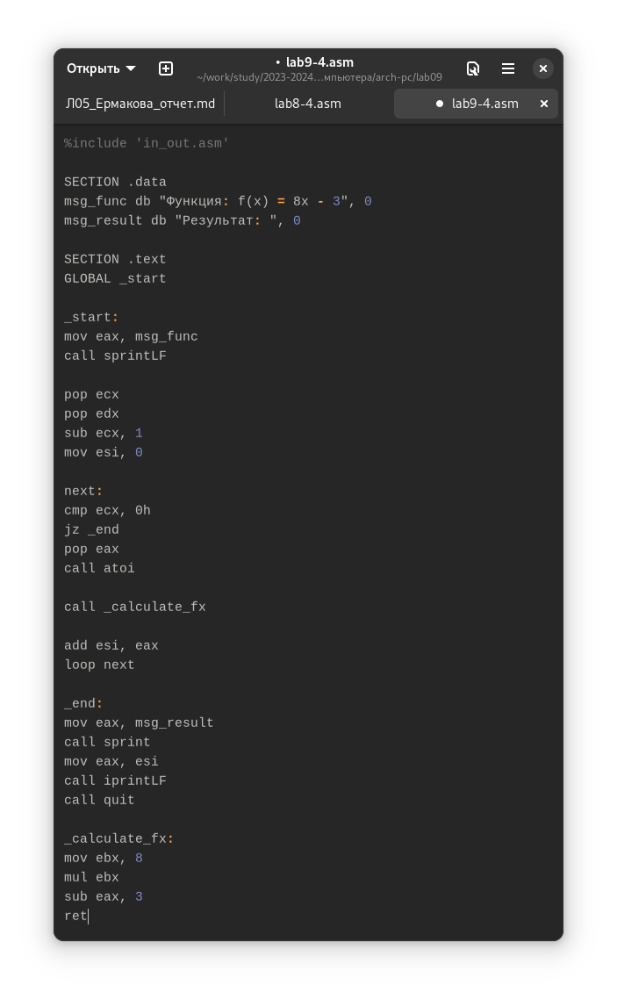 Открыть
• lab9-4.asm
~/work/study/2023-2024…мпьютера/arch-pc/lab09
Л05_Ермакова_отчет.md lab8-4.asm ● lab9-4.asm
%include 'in_out.asm'
SECTION .data
msg_func db "Функция: f(x) = 8x - 3", 0
msg_result db "Результат: ", 0
SECTION .text
GLOBAL _start
_start:
mov eax, msg_func
call sprintLF
pop ecx
pop edx
sub ecx, 1
mov esi, 0
next:
cmp ecx, 0h
jz _end
pop eax
call atoi
call _calculate_fx
add esi, eax
loop next
_end:
mov eax, msg_result
call sprint
mov eax, esi
call iprintLF
call quit
_calculate_fx:
mov ebx, 8
mul ebx
sub eax, 3
ret